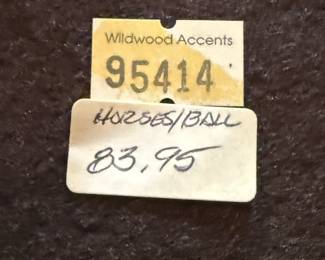 Wildwood Accents
95414
HORSES/BALL
83.95